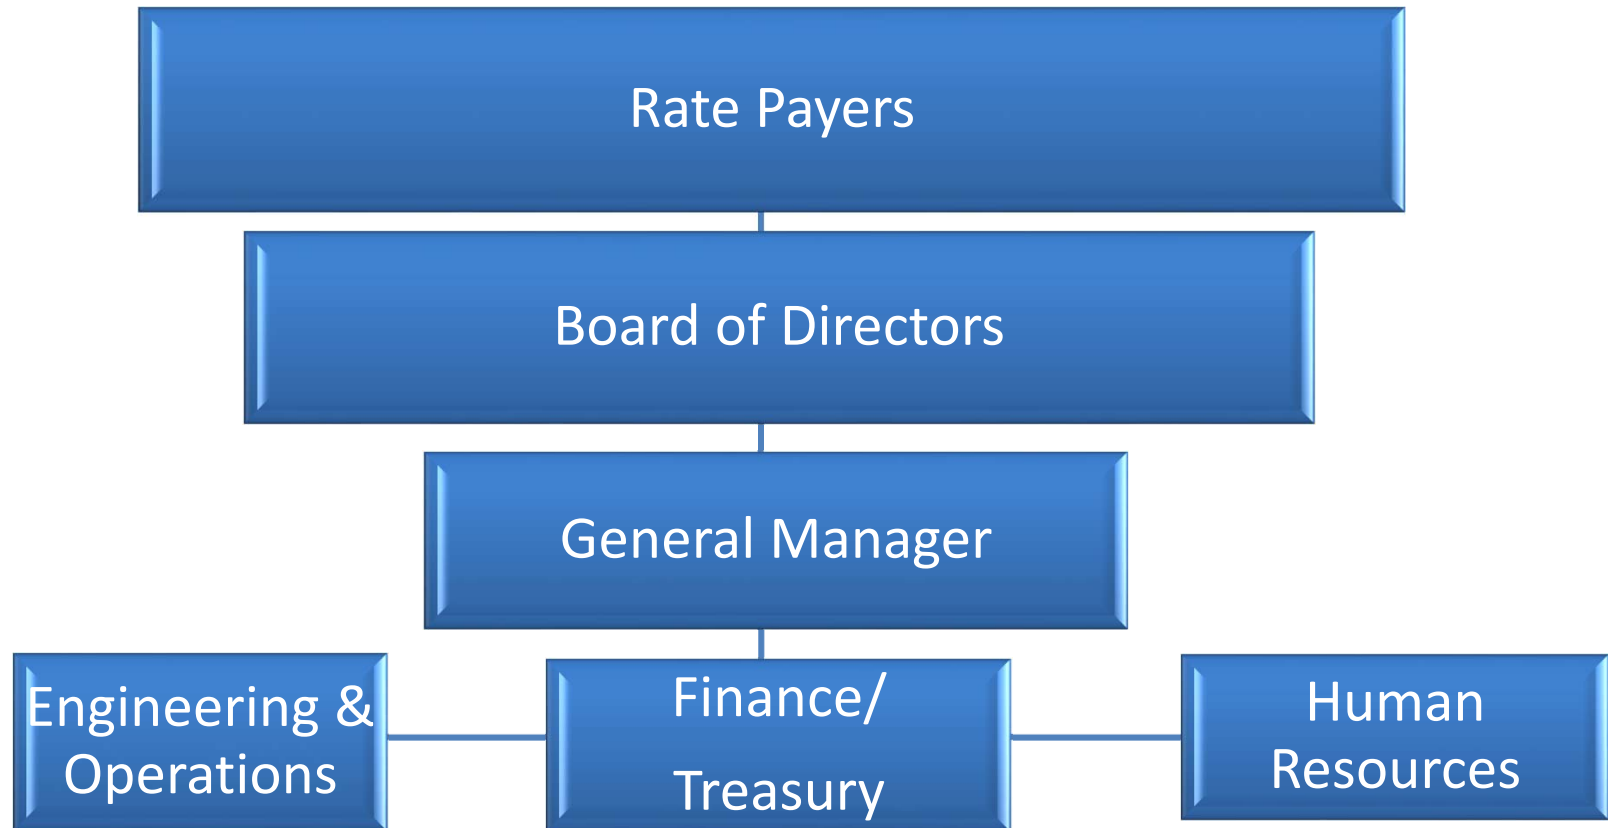 Rate Payers
Board of Directors
General Manager
Engineering &
Operations
Finance/
Treasury
Human
Resources